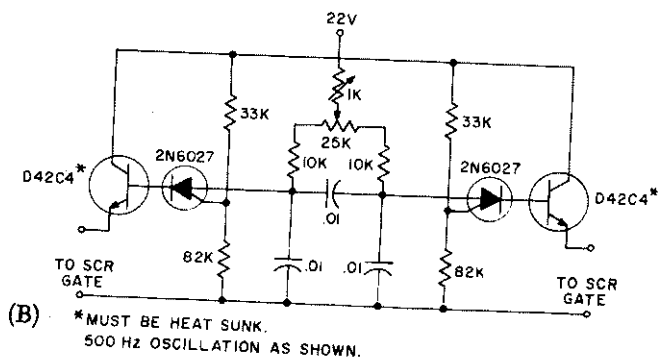 22V
1K
33K
33K
25K
2N6027
10K
10K
2N6027
D42C4*
D42C4*
.01
82K
.01
.01
82K
TO SCR
GATE
TO SCR
GATE
(B)
*MUST BE HEAT SUNK.
500 Hz OSCILLATION AS SHOWN.